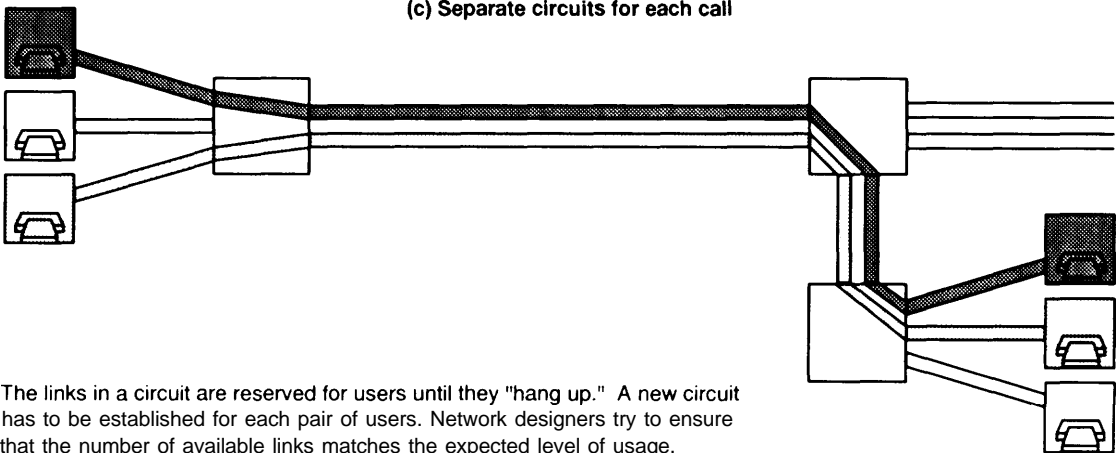 (c) Separate circuits for each call
The links in a circuit are reserved for users until they "hang up." A new circuit
has to be established for each pair of users. Network designers try to ensure
that the number of available links matches the expected level of usage.